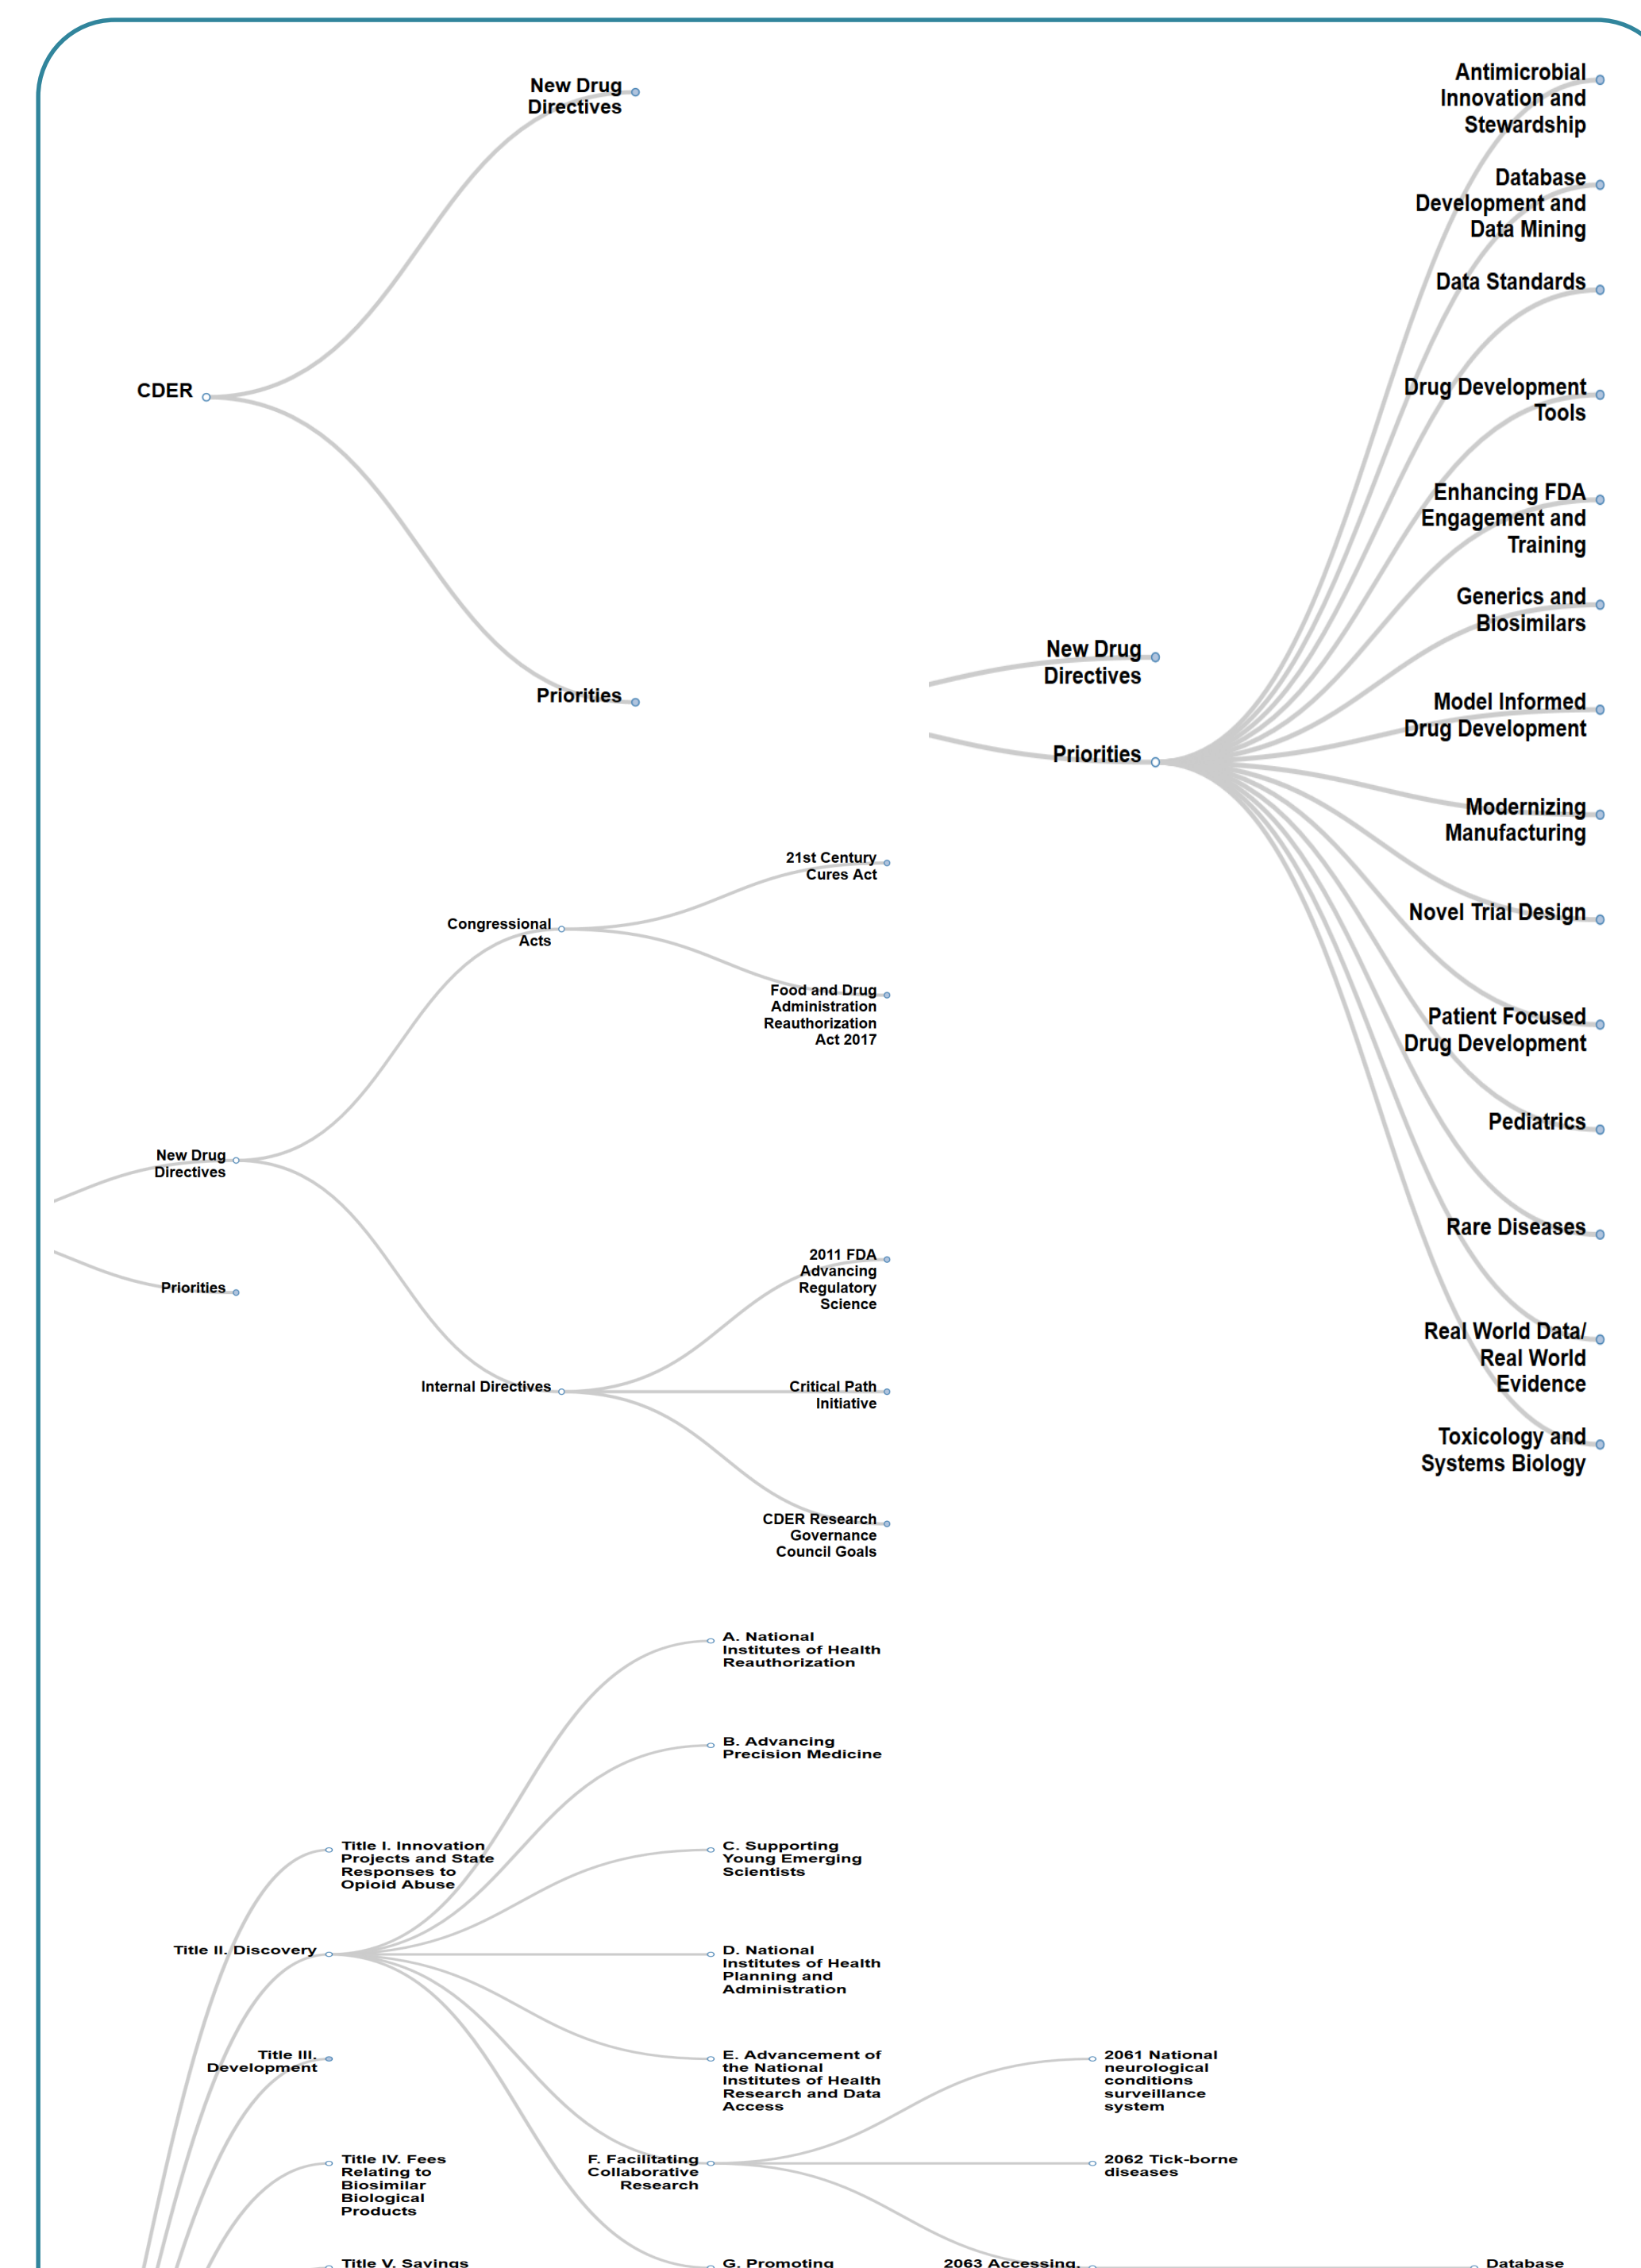 New Drug
Directives
CDER
Priorities
Antimicrobial
Innovation and
Stewardship
Database
Development and
Data Mining
Data Standards
Drug Development
Tools
Enhancing FDA
Engagement and
Training
Generics and
Biosimilars
New Drug
Directives
Model Informed
Drug Development
Priorities
Modernizing
Manufacturing
Novel Trial Design
Patient Focused
Drug Development
Pediatrics
Rare Diseases
Real World Data/
Real World
Evidence
Toxicology and
Systems Biology
21st Century
Cures Act
Congressional
Acts
Food and Drug
Administration
Reauthorization
Act 2017
New Drug
Directives
Priorities
2011 FDA
Advancing
Regulatory
Science
Internal Directives
Critical Path
Initiative
CDER Research
Governance
Council Goals
A. National
Institutes of Health
Reauthorization
B. Advancing
Precision Medicine
Title I. Innovation
Projects and State
Responses to
Opioid Abuse
C. Supporting
Young Emerging
Scientists
Title II. Discovery
D. National
Institutes of Health
Planning and
Administration
Title III.
Development
E. Advancement of
the National
Institutes of Health
Research and Data
Access
2061 National
neurological
conditions
surveillance
system
Title IV. Fees
Relating to
Biosimilar
Biological
Products
F. Facilitating
Collaborative
Research
2062 Tick-borne
diseases
Title V. Savings
G. Promoting
2063 Accessing,
Database